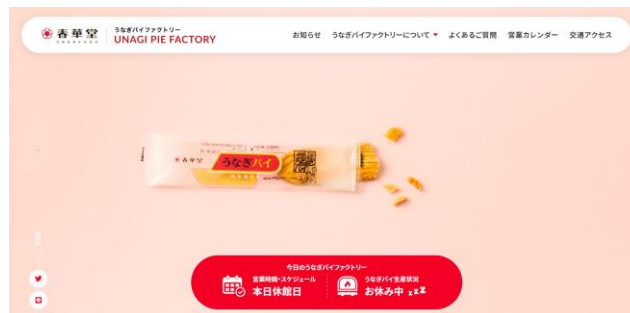 春華堂
SHUNKADO
うなぎパイファクトリー
UNAGI PIE FACTORY
お知らせ
うなぎパイファクトリーについて
よくあるご質問
営業カレンダー
交通アクセス
春華堂
うなぎパイ
SNS
今日のうなぎパイファクトリー
営業時間・スケジュール
本日休館日
うなぎパイ生産状況
お休み中 zzZ